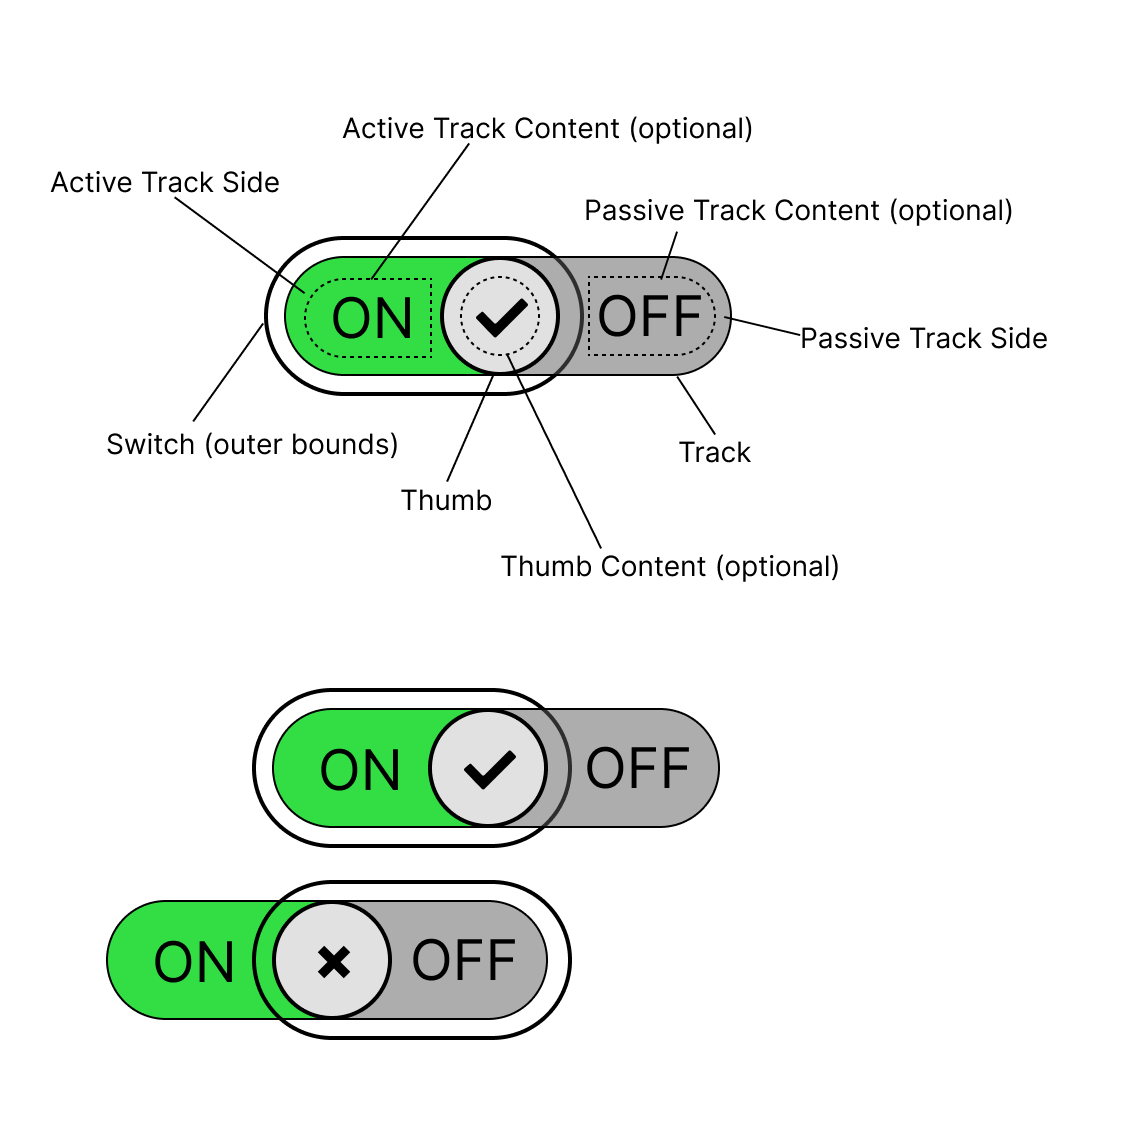 Active Track Content (optional)
Active Track Side
Passive Track Content (optional)
ON
OFF
Passive Track Side
Switch (outer bounds)
Track
Thumb
Thumb Content (optional)
ON
OFF
ON
OFF